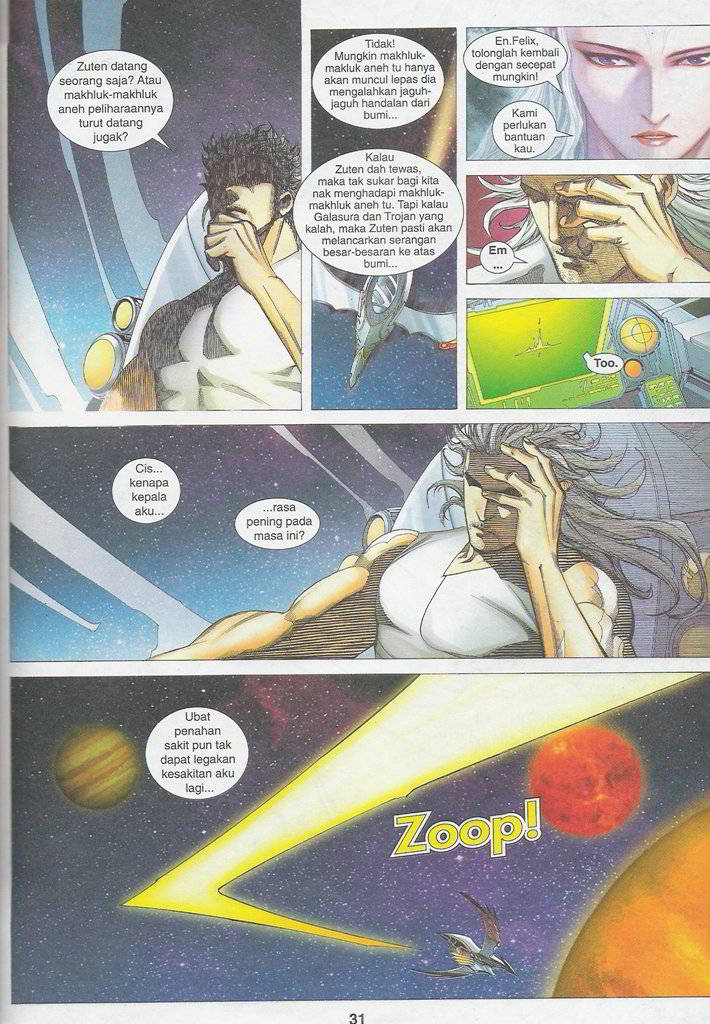 Zuten datang
seorang saja? Atau
makhluk-makhluk
aneh peliharaannya
turut datang
jugak?
Tidak!
Mungkin makhluk-
makluk aneh tu hanya
akan muncul lepas dia
mengalahkan jaguh-
jaguh handalan dari
bumi...
Kalau
Zuten dah tewas,
maka tak sukar bagi kita
nak menghadapi makhluk-
makhluk aneh tu. Tapi kalau
Galasura dan Trojan yang
kalah, maka Zuten pasti akan
melancarkan serangan
besar-besaran ke atas
bumi...
En.Felix,
tolonglah kembali
dengan secepat
mungkin!
Kami
perlukan
bantuan
kau.
Em
...
Too.
Cis...
kenapa
kepala
aku...
...rasa
pening pada
masa ini?
Ubat
penahan
sakit pun tak
dapat legakan
kesakitan aku
lagi...
Zoop!
31